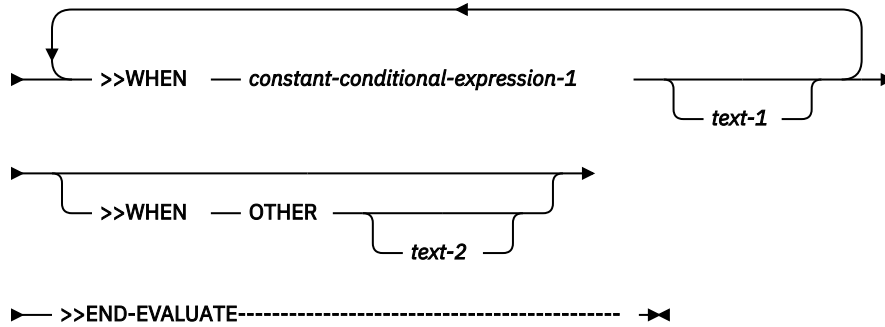 >>WHEN constant-conditional-expression-1
text-1
>>WHEN OTHER
text-2
>>END-EVALUATE--------------------------------------------